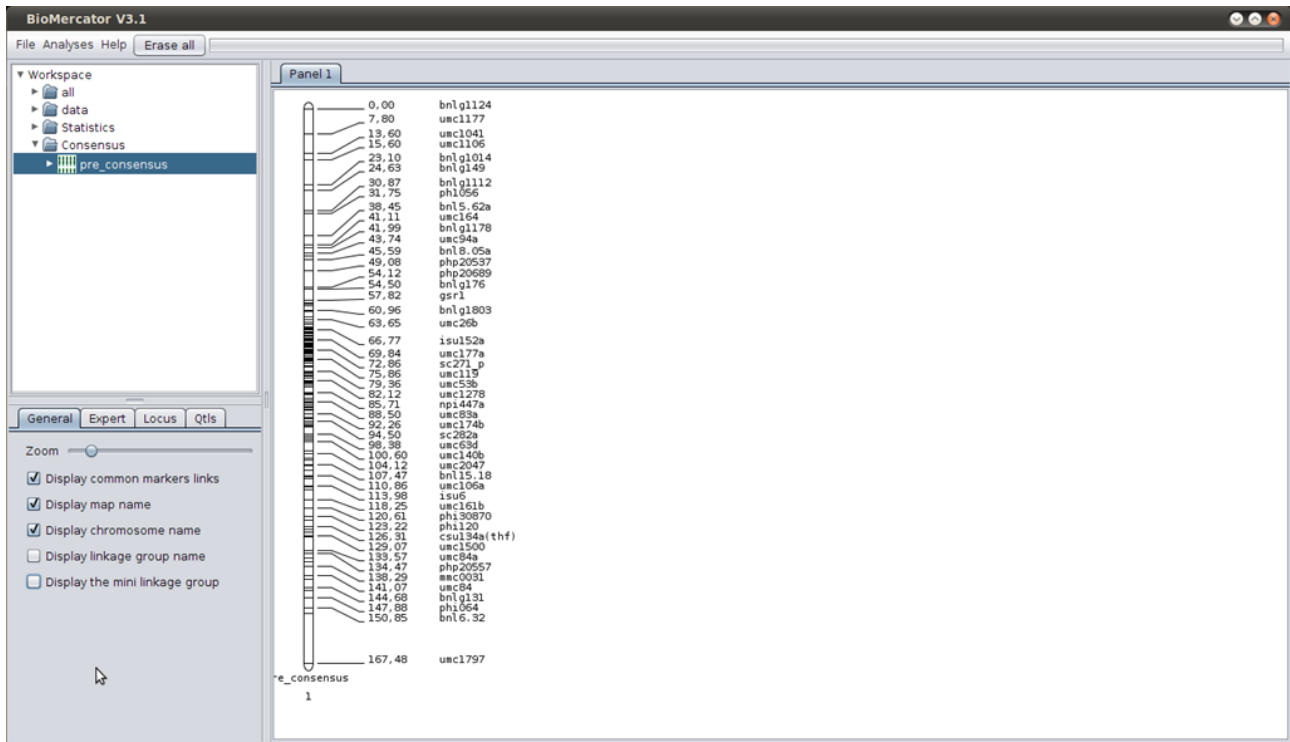 BioMercator V3.1
File Analyses Help Erase all
Workspace
all
data
Statistics
Consensus
pre_consensus
General Expert Locus Qtls
Zoom
Display common markers links
Display map name
Display chromosome name
Display linkage group name
Display the mini linkage group
Panel 1
0,00 bnlg1124
7,80 umc1177
13,60 umc1041
15,60 umc1106
23,10 bnlg1014
24,63 bnlg149
30,87 bnlg1112
31,75 phi056
38,45 bnl5.62a
41,11 umc164
41,99 bnlg1178
43,74 umc94a
45,59 bnl8.05a
49,08 php20537
54,12 php20689
54,50 bnlg176
57,82 gsr1
60,96 bnlg1803
63,65 umc26b
66,77 isu152a
69,84 umc177a
72,86 sc271_p
75,86 umc119
79,36 umc53b
82,12 umc1278
85,71 npi447a
88,50 umc83a
92,26 umc174b
94,50 sc282a
98,38 umc63d
100,60 umc140b
104,12 umc2047
107,47 bnl15.18
110,86 umc106a
113,98 isu6
118,25 umc161b
120,61 phi30870
123,22 phi120
126,31 csu134a(thf)
129,07 umc1500
133,57 umc84a
134,47 php20557
138,29 mmc0031
141,07 umc84
144,68 bnlg131
147,88 phi064
150,85 bnl6.32
167,48 umc1797
re_consensus
1